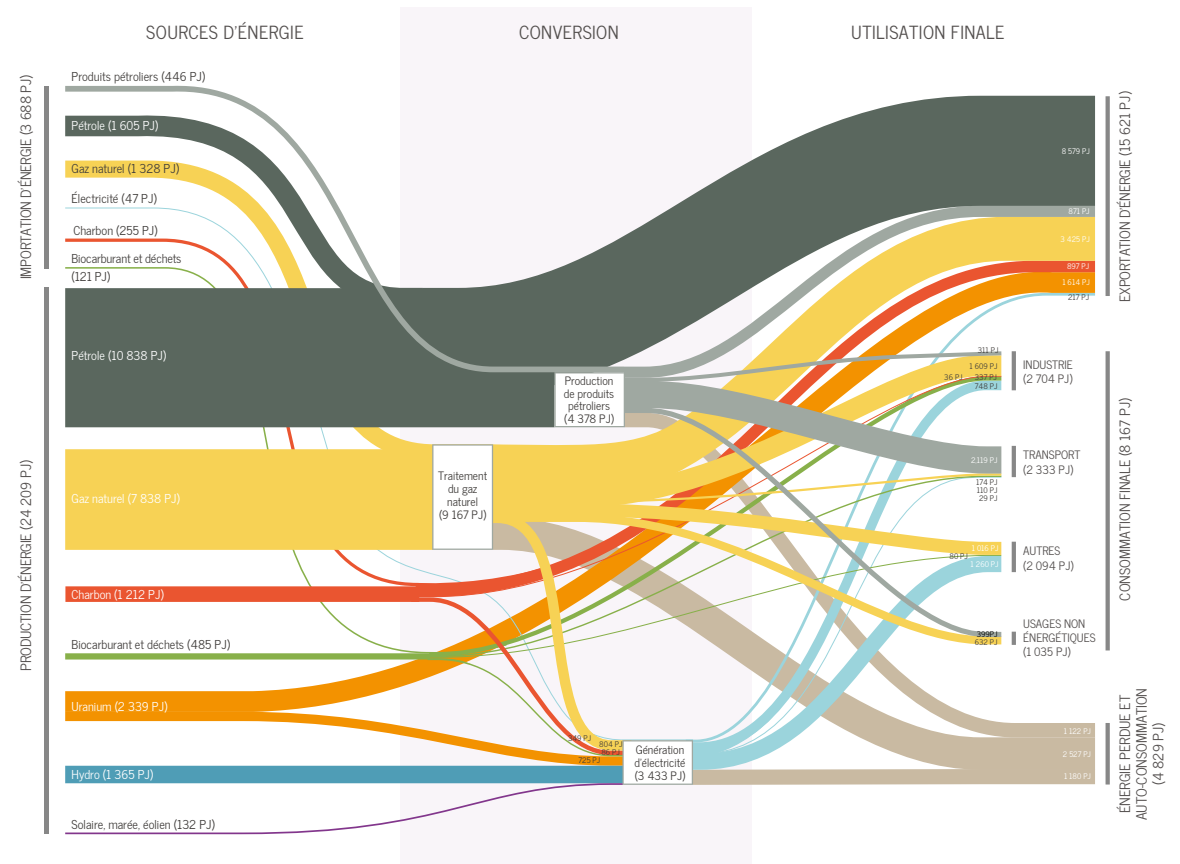 SOURCES D'ÉNERGIE
CONVERSION
UTILISATION FINALE
IMPORTATION D'ÉNERGIE (3 688 PJ)
Produits pétroliers (446 PJ)
Pétrole (1 605 PJ)
Gaz naturel (1 328 PJ)
Électricité (47 PJ)
Charbon (255 PJ)
Biocarburant et déchets
(121 PJ)
PRODUCTION D'ÉNERGIE (24 209 PJ)
Pétrole (10 838 PJ)
Gaz naturel (7 838 PJ)
Charbon (1 212 PJ)
Biocarburant et déchets (485 PJ)
Uranium (2 339 PJ)
Hydro (1 365 PJ)
Solaire, marée, éolien (132 PJ)
Production
de produits
pétroliers
(4 378 PJ)
Traitement
du gaz
naturel
(9 167 PJ)
804 PJ
86 PJ
725 PJ
Génération
d'électricité
(3 433 PJ)
8 579 PJ
871 PJ
3 425 PJ
897 PJ
1 614 PJ
217 PJ
EXPORTATION D'ÉNERGIE (15 621 PJ)
311 PJ
1 609 PJ
36 PJ
337 PJ
748 PJ
INDUSTRIE
(2 704 PJ)
2 119 PJ
174 PJ
110 PJ
29 PJ
TRANSPORT
(2 333 PJ)
1 016 PJ
80 PJ
1 260 PJ
AUTRES
(2 094 PJ)
399PJ
632 PJ
USAGES NON
ÉNERGÉTIQUES
(1 035 PJ)
CONSOMMATION FINALE (8 167 PJ)
1 122 PJ
2 527 PJ
1 180 PJ
ÉNERGIE PERDUE ET
AUTO-CONSOMMATION
(4 829 PJ)